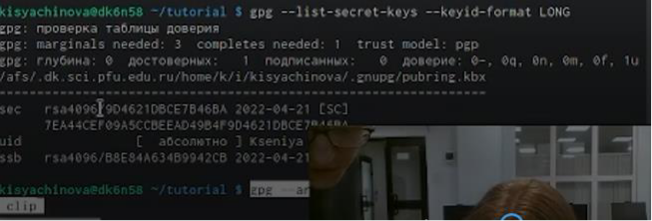 kisyachinova@dk6n58 ~/tutorial $ gpg --list-secret-keys --keyid-format LONG
gpg: проверка таблицы доверия
gpg: marginals needed: 3  completes needed: 1  trust model: pgp
gpg: глубина: 0  достоверных:   1  подписанных:   0  доверие: 0-, 0q, 0n, 0m, 0f, 1u
/afs/.dk.sci.pfu.edu.ru/home/k/i/kisyachinova/.gnupg/pubring.kbx
----------------------------------------------------------------
sec   rsa4096/9D4621DBCE7B46BA 2022-04-21 [SC]
7EA44CEF09A5CCBEEAD49B4F9D4621DBCE7B46BA
uid   [ абсолютно ] Kseniya
ssb   rsa4096/B8E84A634B9942CB 2022-04-21
kisyachinova@dk6n58 ~/tutorial $ gpg --ar
clip